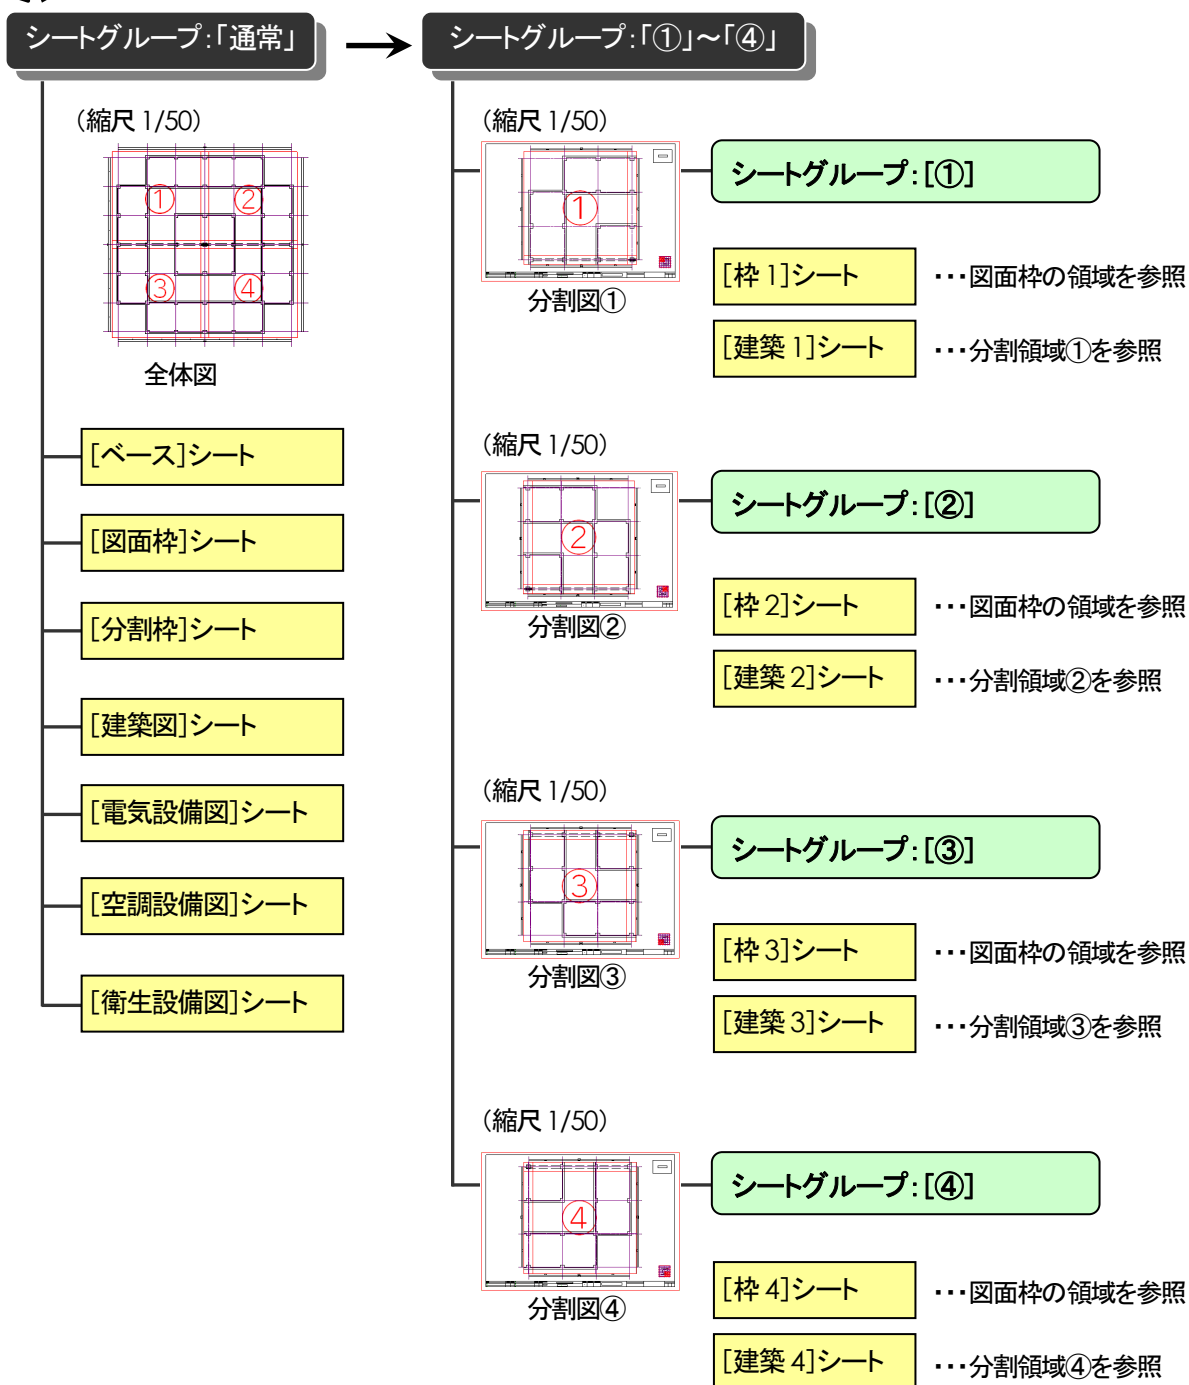 シートグループ：「通常」
シートグループ：「①」～「④」
（縮尺 1/50）
①
②
③
④
全体図
[ベース]シート
[図面枠]シート
[分割枠]シート
[建築図]シート
[電気設備図]シート
[空調設備図]シート
[衛生設備図]シート
（縮尺 1/50）
①
分割図①
シートグループ：[①]
[枠 1]シート
・・・図面枠の領域を参照
[建築 1]シート
・・・分割領域①を参照
（縮尺 1/50）
②
分割図②
シートグループ：[②]
[枠 2]シート
・・・図面枠の領域を参照
[建築 2]シート
・・・分割領域②を参照
（縮尺 1/50）
③
分割図③
シートグループ：[③]
[枠 3]シート
・・・図面枠の領域を参照
[建築 3]シート
・・・分割領域③を参照
（縮尺 1/50）
④
分割図④
シートグループ：[④]
[枠 4]シート
・・・図面枠の領域を参照
[建築 4]シート
・・・分割領域④を参照